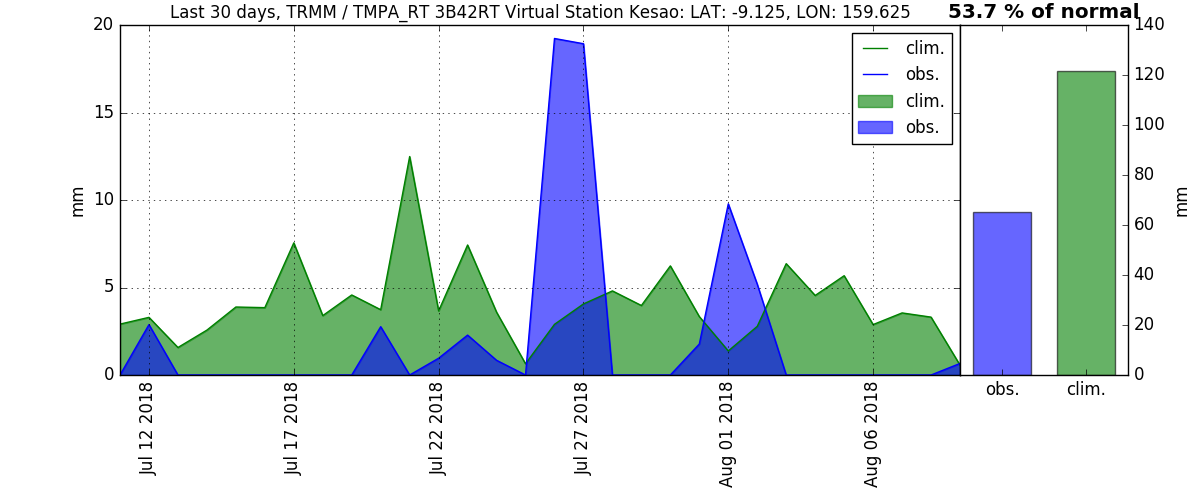 Last 30 days, TRMM / TMPA_RT 3B42RT Virtual Station Kesao: LAT: -9.125, LON: 159.625
53.7 % of normal
20
15
10
5
0
mm
clim.
obs.
clim.
obs.
Jul 12 2018
Jul 17 2018
Jul 22 2018
Jul 27 2018
Aug 01 2018
Aug 06 2018
140
120
100
80
60
40
20
0
mm
obs.
clim.